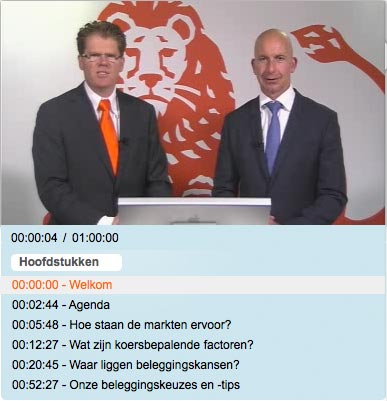 00:00:04 / 01:00:00
Hoofdstukken
00:00:00 - Welkom
00:02:44 - Agenda
00:05:48 - Hoe staan de markten ervoor?
00:12:27 - Wat zijn koersbepalende factoren?
00:20:45 - Waar liggen beleggingskansen?
00:52:27 - Onze beleggingskeuzes en -tips